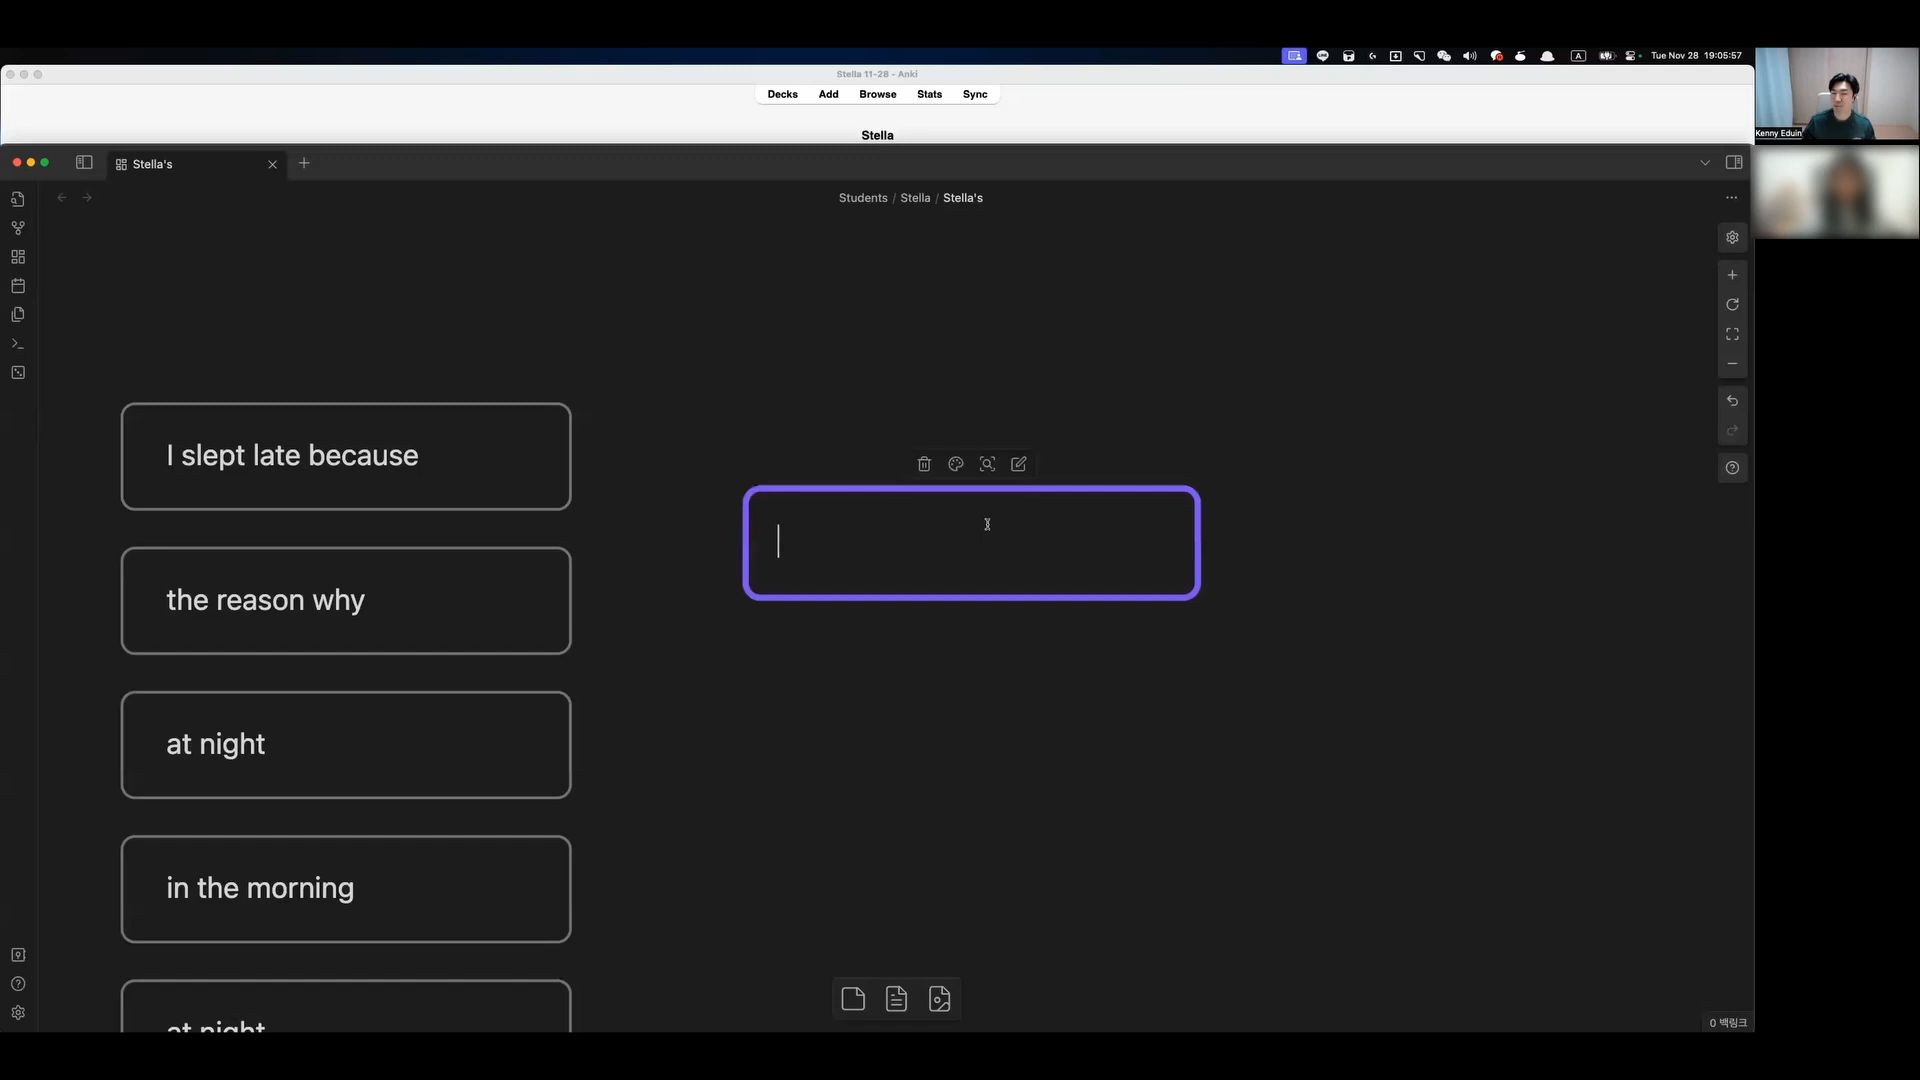 Tue Nov 28 19:05:57
Stella 11-28 - Anki
Decks Add Browse Stats Sync
Stella
Kenny Eduin
Stella's
Students / Stella / Stella's
I slept late because
the reason why
at night
in the morning
at night
0 백링크